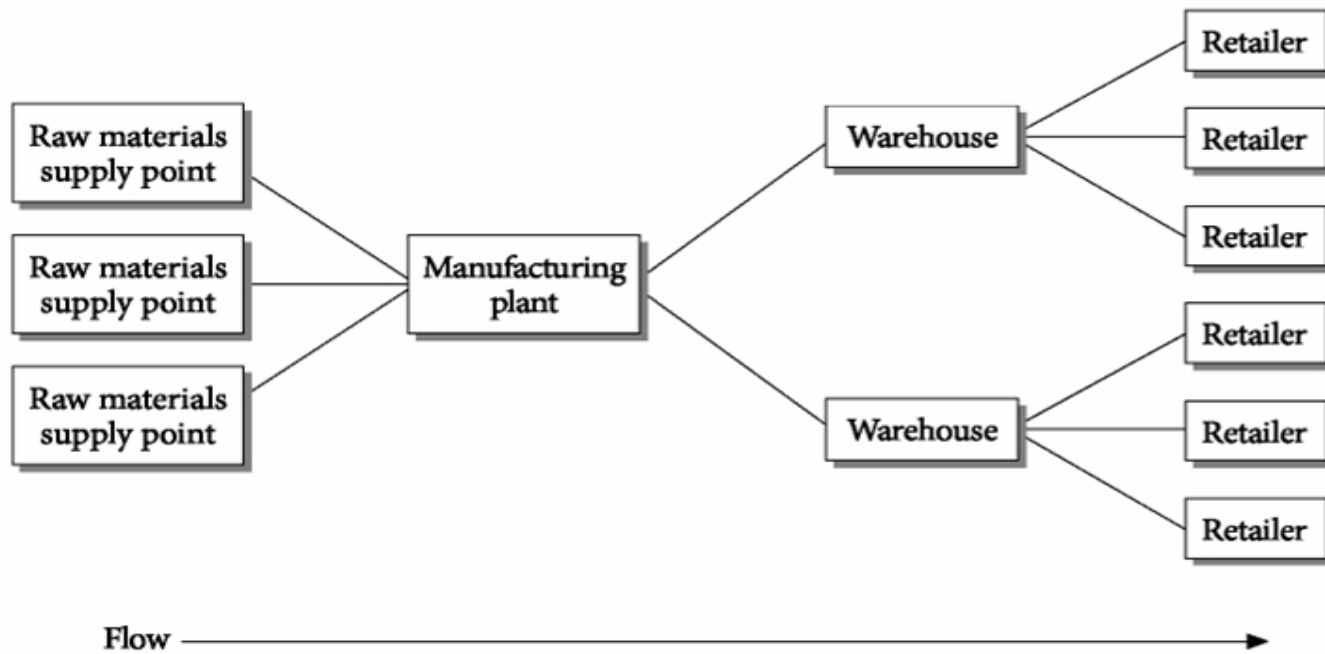 Raw materials
supply point
Raw materials
supply point
Raw materials
supply point
Manufacturing
plant
Warehouse
Warehouse
Retailer
Retailer
Retailer
Retailer
Retailer
Retailer
Flow